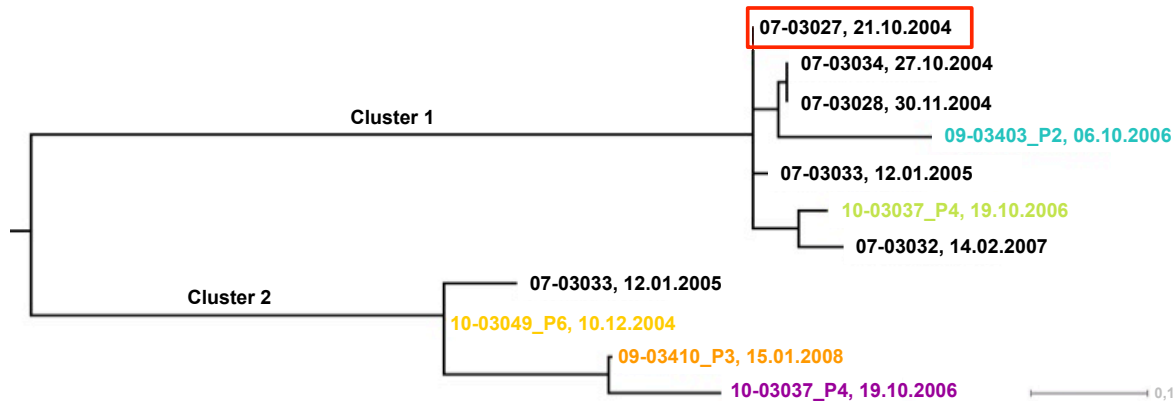 07-03027, 21.10.2004
07-03034, 27.10.2004
07-03028, 30.11.2004
Cluster 1
09-03403_P2, 06.10.2006
07-03033, 12.01.2005
10-03037_P4, 19.10.2006
07-03032, 14.02.2007
07-03033, 12.01.2005
Cluster 2
10-03049_P6, 10.12.2004
09-03410_P3, 15.01.2008
10-03037_P4, 19.10.2006
0,1